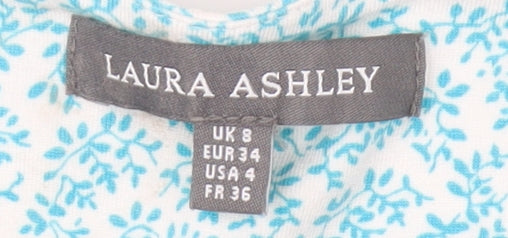 LAURA ASHLEY
UK 8
EUR 34
USA 4
FR 36